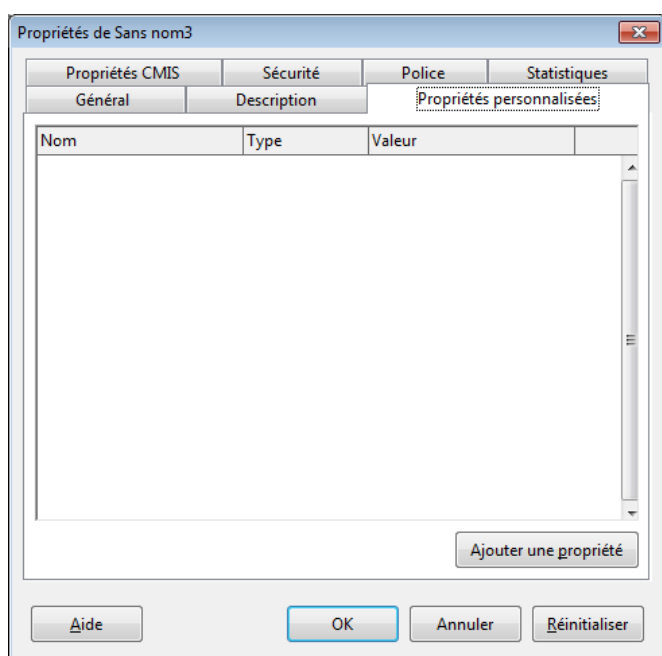 Propriétés de Sans nom3
Propriétés CMIS Sécurité Police Statistiques
Général Description Propriétés personnalisées
Nom Type Valeur
Ajouter une propriété
Aide OK Annuler Réinitialiser